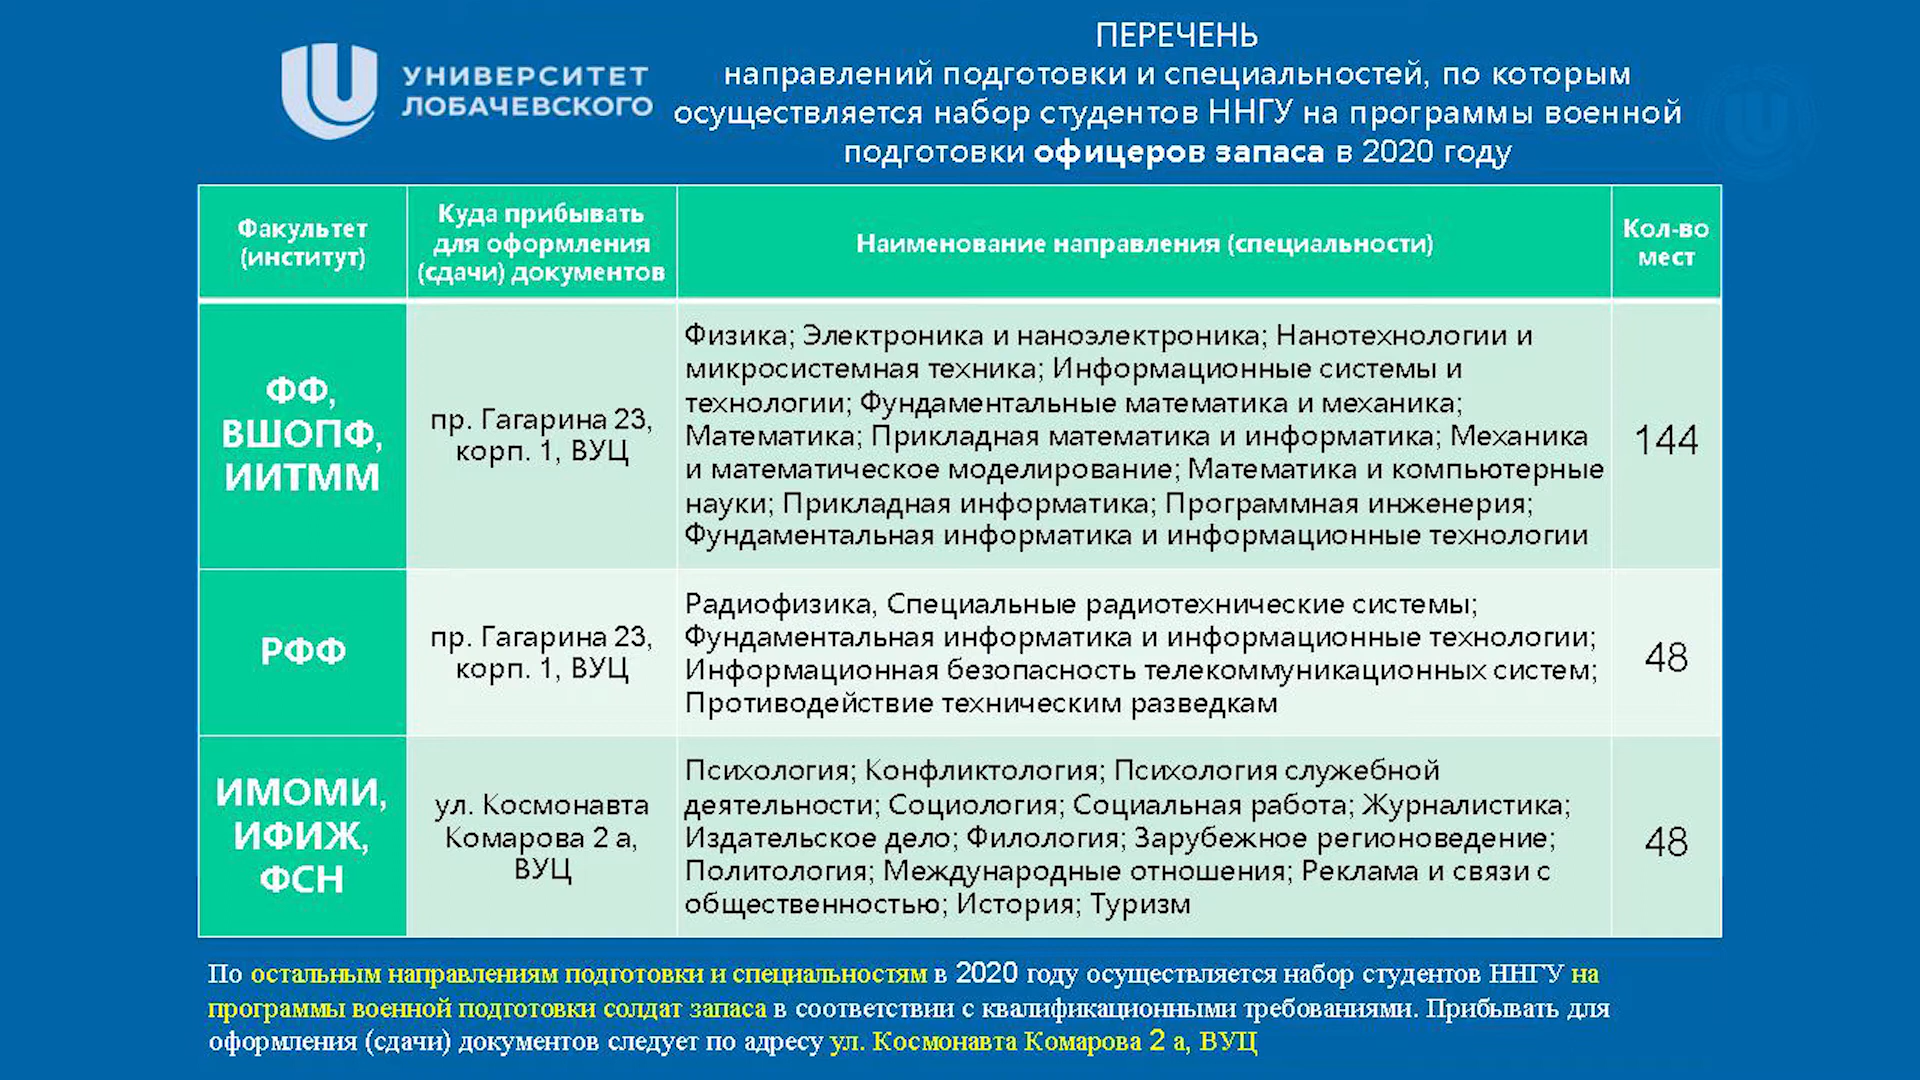 УНИВЕРСИТЕТ
ЛОБАЧЕВСКОГО
ПЕРЕЧЕНЬ
направлений подготовки и специальностей, по которым
осуществляется набор студентов ННГУ на программы военной
подготовки офицеров запаса в 2020 году
Факультет
(институт)
Куда прибывать
для оформления
(сдачи) документов
Наименование направления (специальности)
Кол-во
мест
ФФ,
ВШОПФ,
ИИТММ
пр. Гагарина 23,
корп. 1, ВУЦ
Физика; Электроника и наноэлектроника; Нанотехнологии и
микросистемная техника; Информационные системы и
технологии; Фундаментальные математика и механика;
Математика; Прикладная математика и информатика; Механика
и математическое моделирование; Математика и компьютерные
науки; Прикладная информатика; Программная инженерия;
Фундаментальная информатика и информационные технологии
144
РФФ
пр. Гагарина 23,
корп. 1, ВУЦ
Радиофизика, Специальные радиотехнические системы;
Фундаментальная информатика и информационные технологии;
Информационная безопасность телекоммуникационных систем;
Противодействие техническим разведкам
48
ИМОМИ,
ИФИЖ,
ФСН
ул. Космонавта
Комарова 2 а,
ВУЦ
Психология; Конфликтология; Психология служебной
деятельности; Социология; Социальная работа; Журналистика;
Издательское дело; Филология; Зарубежное регионоведение;
Политология; Международные отношения; Реклама и связи с
общественностью; История; Туризм
48
По остальным направлениям подготовки и специальностям в 2020 году осуществляется набор студентов ННГУ на
программы военной подготовки солдат запаса в соответствии с квалификационными требованиями. Прибывать для
оформления (сдачи) документов следует по адресу ул. Космонавта Комарова 2 а, ВУЦ